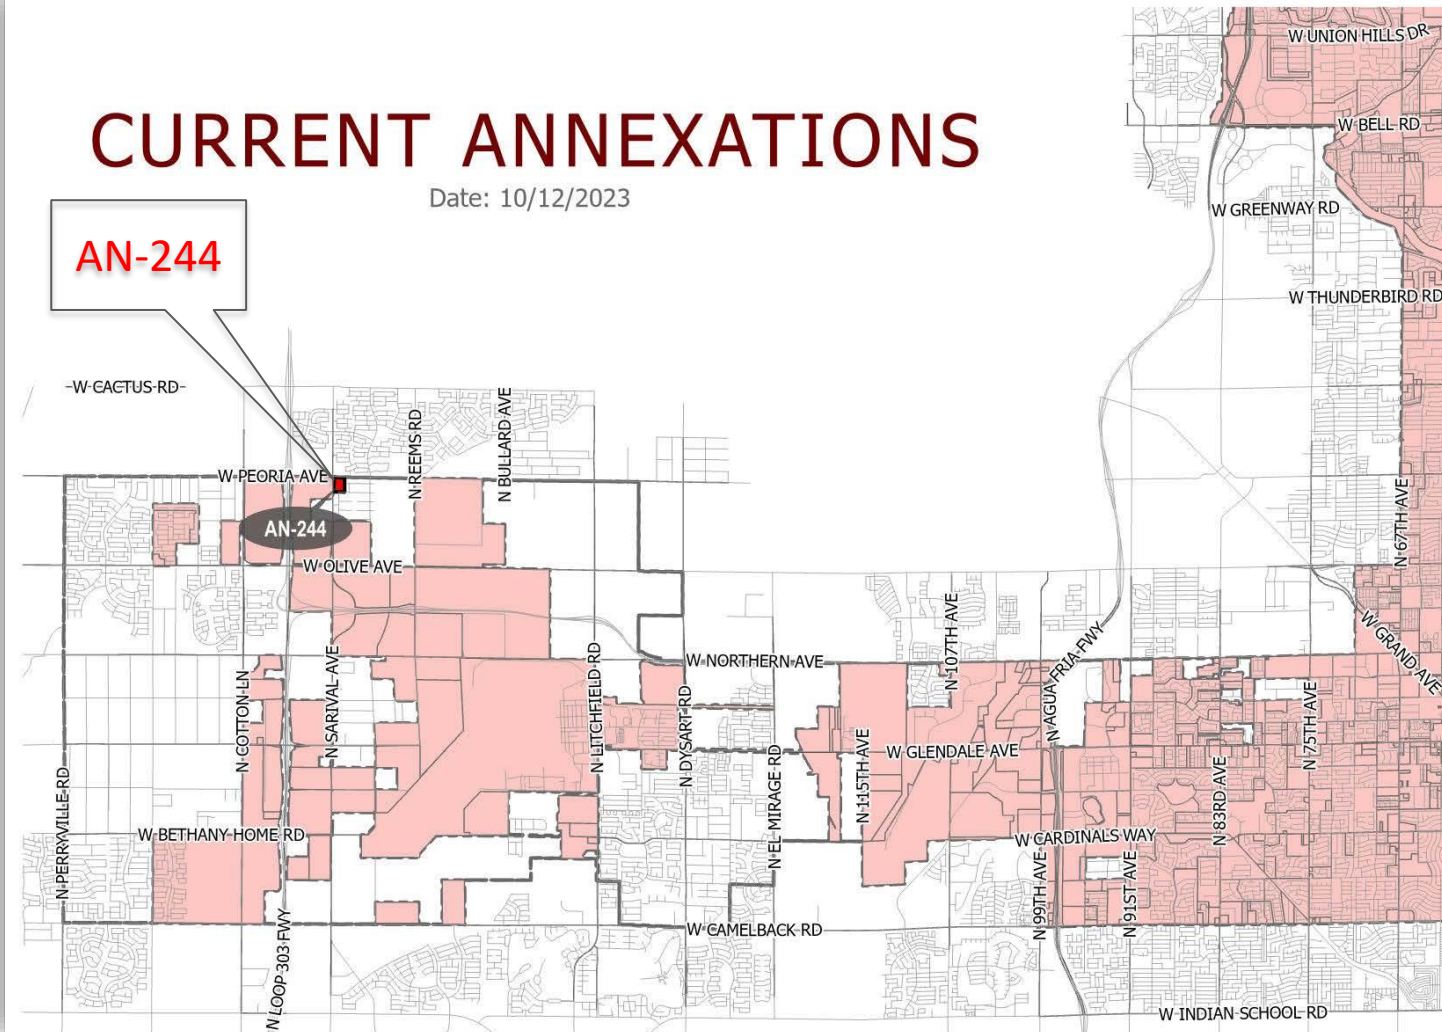 W UNION HILLS DR
CURRENT ANNEXATIONS
W BELL RD
Date: 10/12/2023
W GREENWAY RD
AN-244
W THUNDERBIRD RD
W CACTUS RD
N REEMS RD
N BULLARD AVE
W PEORIA AVE
N 67TH AVE
AN-244
W OLIVE AVE
N 107TH AVE
N AGUA FRIA FWY
W GRAND AVE
W NORTHERN AVE
N COTTON LN
N SARIVAL AVE
N LITCHFIELD RD
N DYSART RD
N 75TH AVE
W GLENDALE AVE
N PERRYVILLE RD
N EL MIRAGE RD
N 115TH AVE
N 83RD AVE
W BETHANY HOME RD
W CARDINALS WAY
N 99TH AVE
N 91ST AVE
W CAMELBACK RD
N LOOP 303 FWY
W INDIAN SCHOOL RD